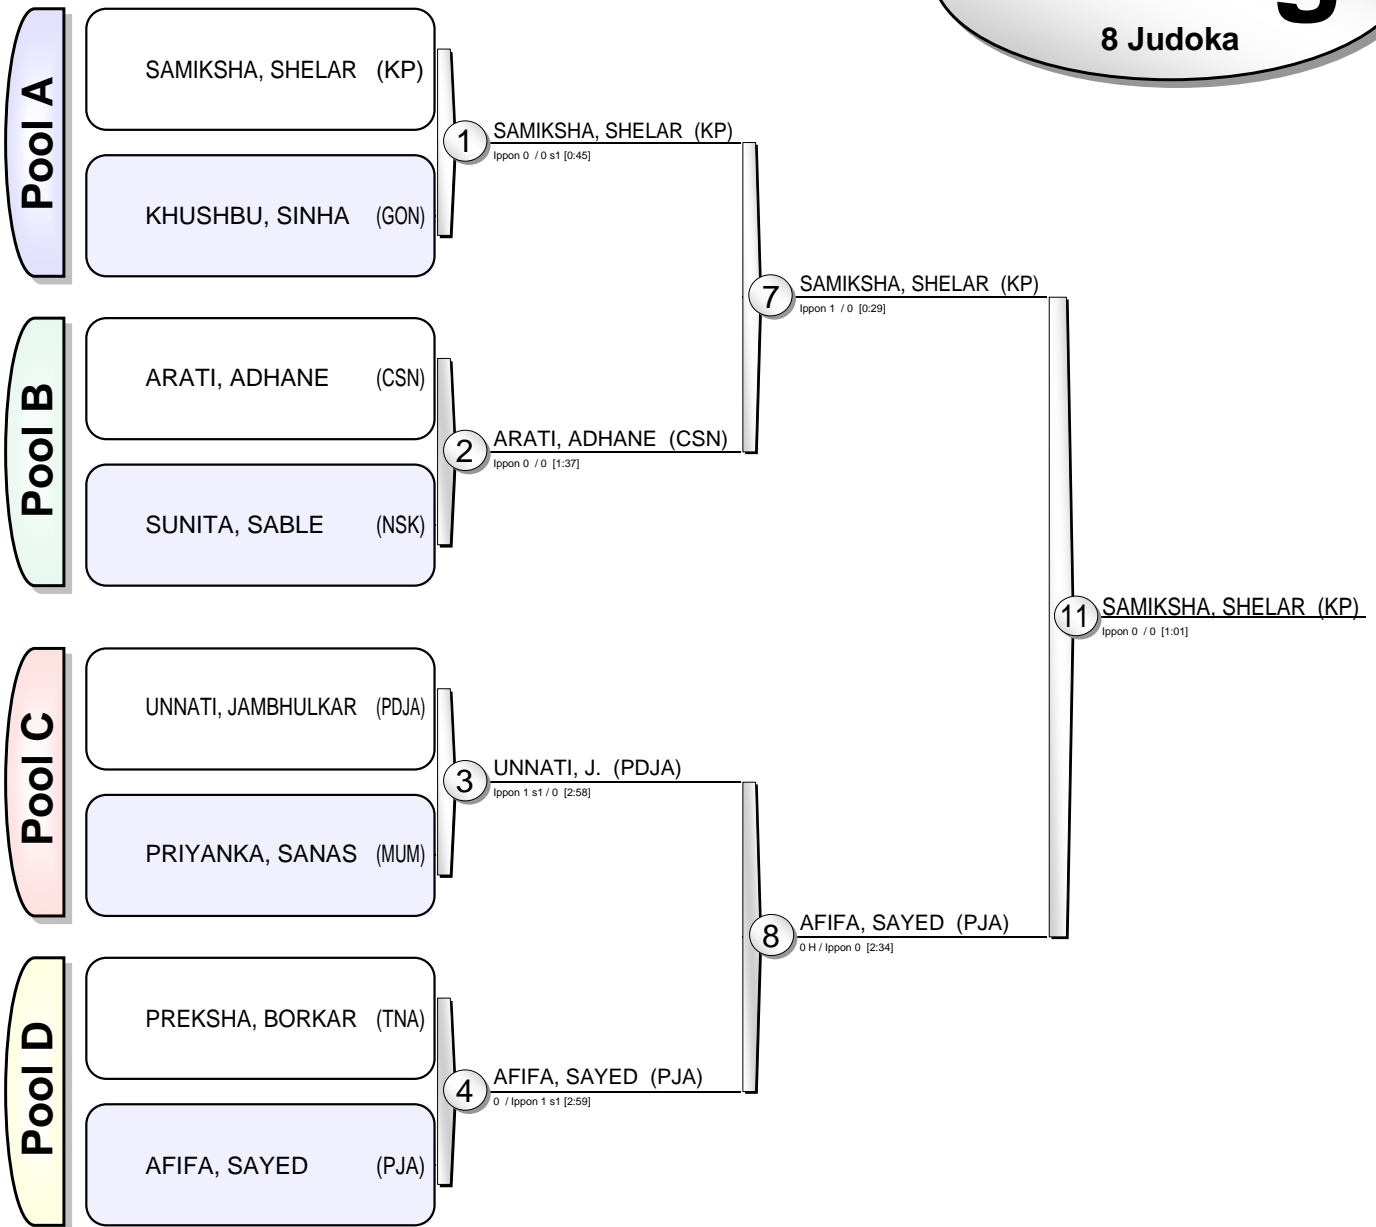 8 Judoka
Pool A
SAMIKSHA, SHELAR (KP)
KHUSHBU, SINHA (GON)
1 SAMIKSHA, SHELAR (KP)
Ippon 0 / 0 s1 [0:45]
7 SAMIKSHA, SHELAR (KP)
Ippon 1 / 0 [0:29]
Pool B
ARATI, ADHANE (CSN)
SUNITA, SABLE (NSK)
2 ARATI, ADHANE (CSN)
Ippon 0 / 0 [1:37]
11 SAMIKSHA, SHELAR (KP)
Ippon 0 / 0 [1:01]
Pool C
UNNATI, JAMBHULKAR (PDJA)
PRIYANKA, SANAS (MUM)
3 UNNATI, J. (PDJA)
Ippon 1 s1 / 0 [2:58]
8 AFIFA, SAYED (PJA)
0 H / Ippon 0 [2:34]
Pool D
PREKSHA, BORKAR (TNA)
AFIFA, SAYED (PJA)
4 AFIFA, SAYED (PJA)
0 / Ippon 1 s1 [2:59]